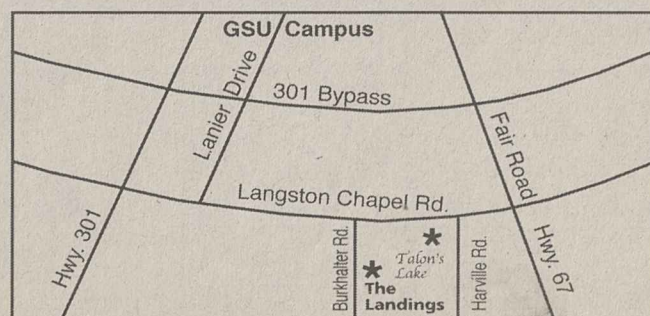 GSU Campus
Lanier Drive
301 Bypass
Fair Road
Langston Chapel Rd.
Hwy. 301
Burkhalter Rd.
Talon's
Lake
The
Landings
Harville Rd.
Hwy. 67